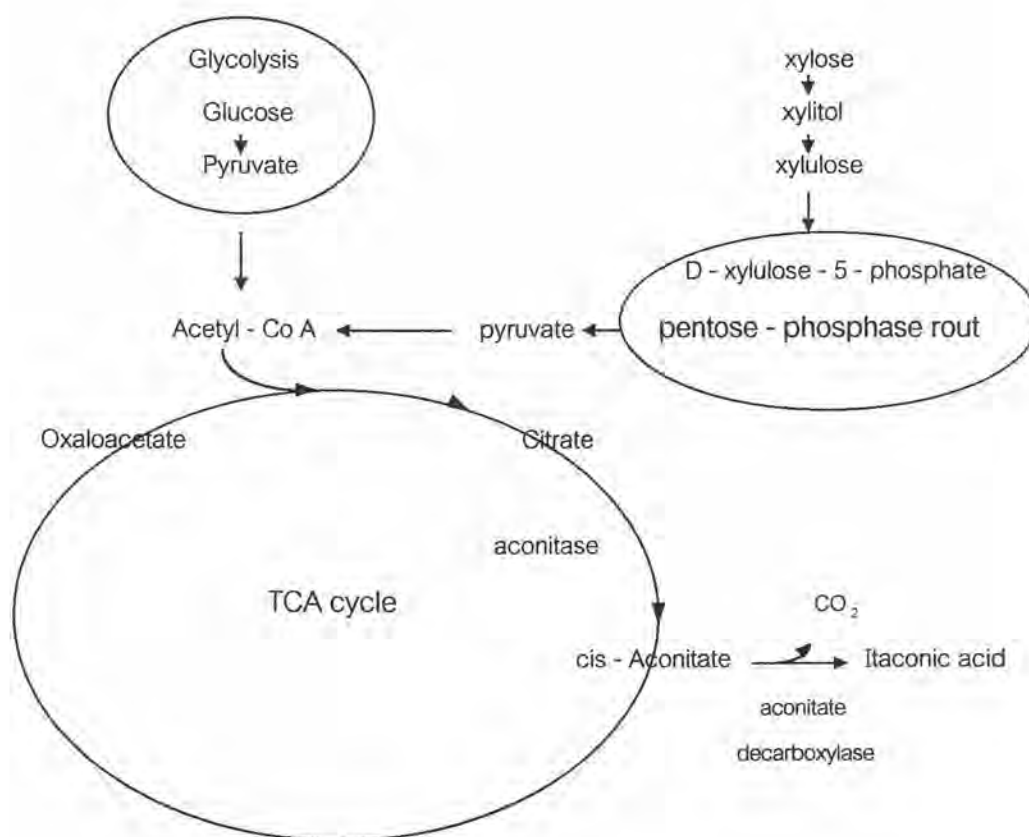 Glycolysis
Glucose
Pyruvate
xylose
xylitol
xylulose
D - xylulose - 5 - phosphate
pentose - phosphase rout
pyruvate
Acetyl - Co A
Oxaloacetate
Citrate
aconitase
TCA cycle
CO2
cis - Aconitate
Itaconic acid
aconitate
decarboxylase